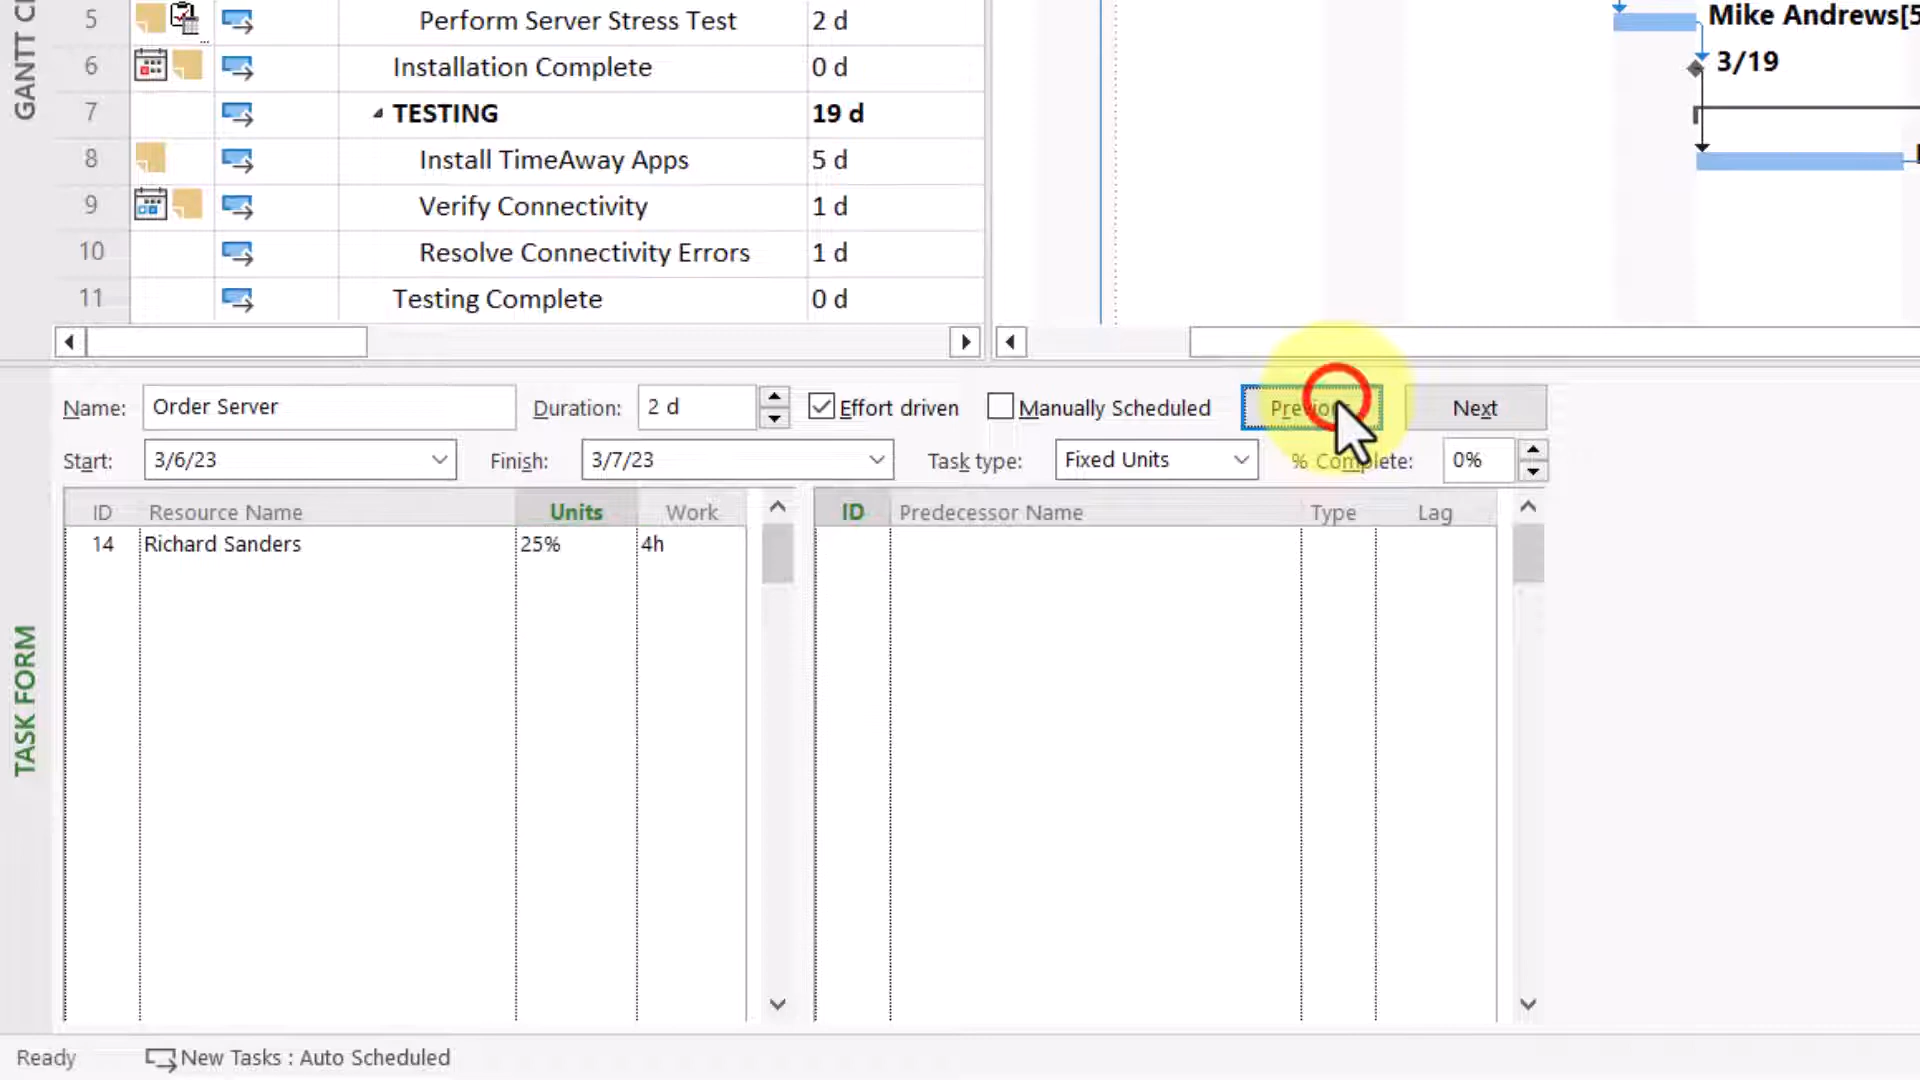 GANTT C
5 Perform Server Stress Test 2 d
6 Installation Complete 0 d
7 TESTING 19 d
8 Install TimeAway Apps 5 d
9 Verify Connectivity 1 d
10 Resolve Connectivity Errors 1 d
11 Testing Complete 0 d
Mike Andrews[5
3/19
TASK FORM
Name: Order Server Duration: 2 d Effort driven Manually Scheduled Previous Next
Start: 3/6/23 Finish: 3/7/23 Task type: Fixed Units % Complete: 0%
ID Resource Name Units Work ID Predecessor Name Type Lag
14 Richard Sanders 25% 4h
Ready New Tasks : Auto Scheduled